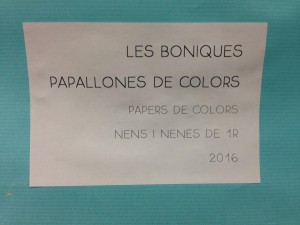 LES BONIQUES
PAPALLONES DE COLORS
PAPERS DE COLORS
NENS I NENES DE 1R
2016